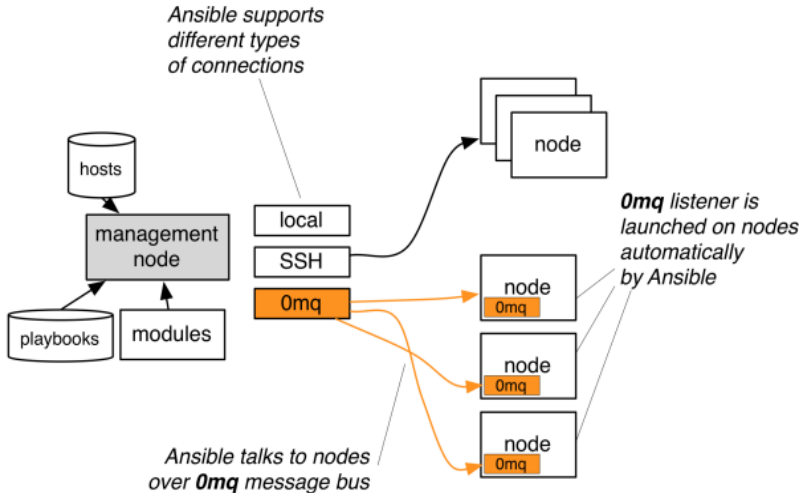 Ansible supports
different types
of connections
hosts
management
node
playbooks
modules
local
SSH
0mq
node
0mq listener is
launched on nodes
automatically
by Ansible
node
0mq
node
0mq
node
0mq
Ansible talks to nodes
over 0mq message bus